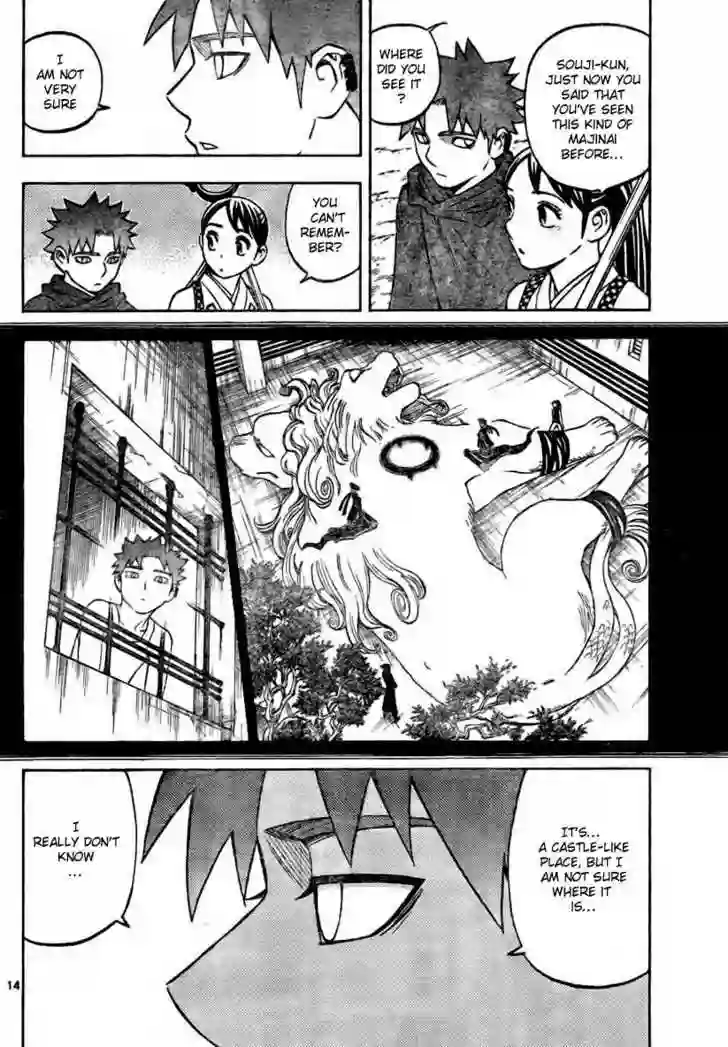 SOUJI-KUN,
JUST NOW YOU
SAID THAT
YOU'VE SEEN
THIS KIND OF
MAJINAI
BEFORE...
WHERE
DID YOU
SEE IT
?
I
AM NOT
VERY
SURE
YOU
CAN'T
REMEM-
BER?
IT'S...
A CASTLE-LIKE
PLACE, BUT I
AM NOT SURE
WHERE IT
IS...
I
REALLY DON'T
KNOW
...
14